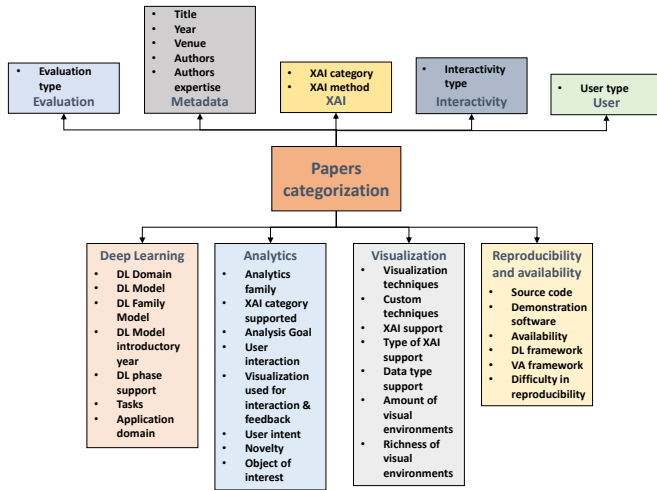 • Evaluation
type
Evaluation
• Title
• Year
• Venue
• Authors
• Authors
expertise
Metadata
• XAI category
• XAI method
XAI
• Interactivity
type
Interactivity
• User type
User
Papers
categorization
Deep Learning
• DL Domain
• DL Model
• DL Family
Model
• DL Model
introductory
year
• DL phase
support
• Tasks
• Application
domain
Analytics
• Analytics
family
• XAI category
supported
• Analysis Goal
• User
interaction
• Visualization
used for
interaction &
feedback
• User intent
• Novelty
• Object of
interest
Visualization
• Visualization
techniques
• Custom
techniques
• XAI support
• Type of XAI
support
• Data type
support
• Amount of
visual
environments
• Richness of
visual
environments
Reproducibility
and availability
• Source code
• Demonstration
software
• Availability
• DL framework
• VA framework
• Difficulty in
reproducibility